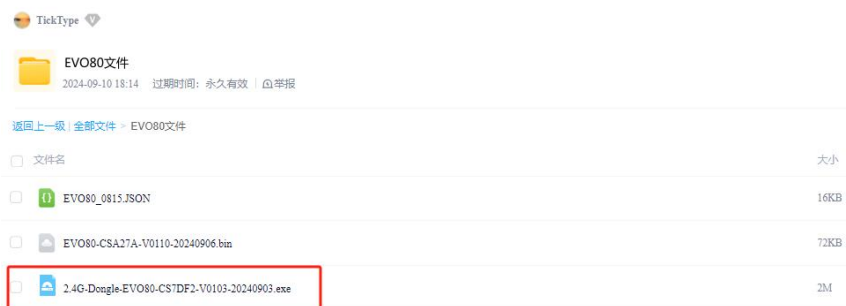 TickType
EVO80文件
2024-09-10 18:14 过期时间：永久有效 举报
返回上一级 | 全部文件 > EVO80文件
文件名 大小
EVO80_0815.JSON 16KB
EVO80-CSA27A-V0110-20240906.bin 72KB
2.4G-Dongle-EVO80-CS7DF2-V0103-20240903.exe 2M